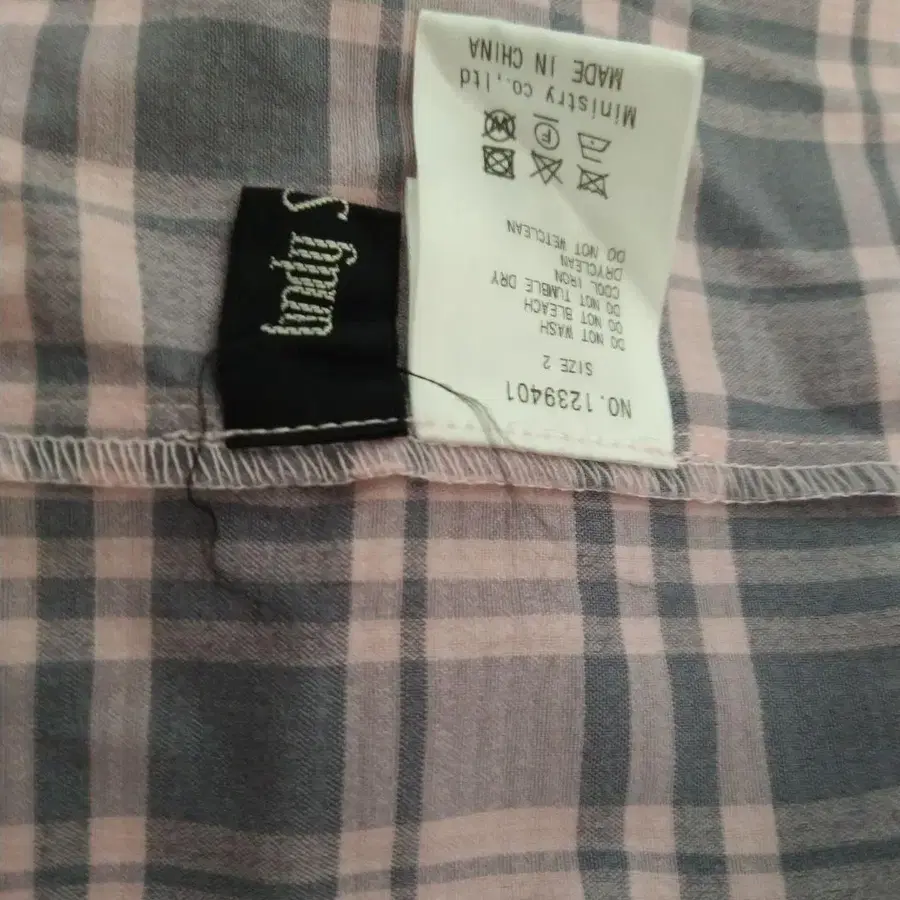 NO. 1239401
SIZE 2
DO NOT WASH
DO NOT BLEACH
DO NOT TUMBLE DRY
COOL IRON
DRYCLEAN
DO NOT WETCLEAN
F
W
Ministry co.,ltd
MADE IN CHINA